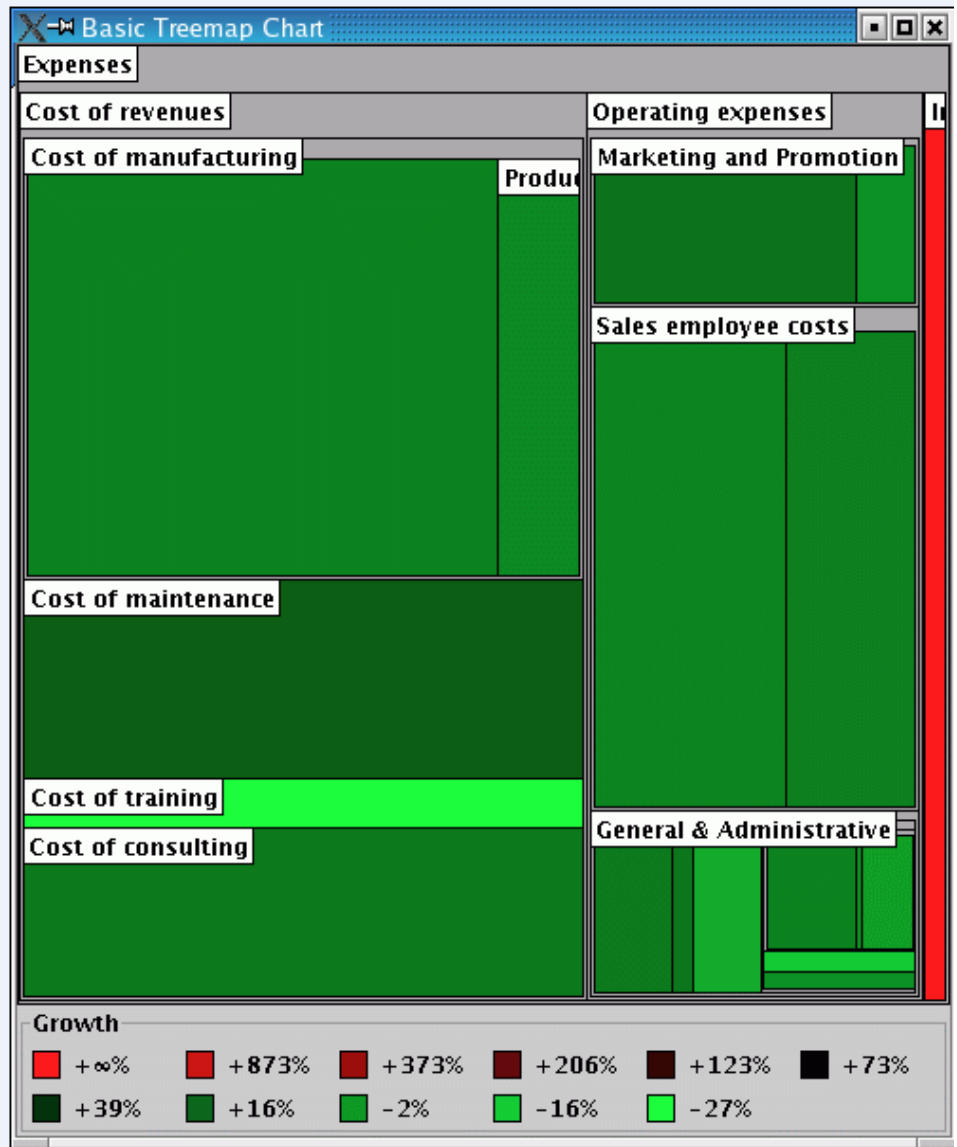 Basic Treemap Chart
Expenses
Cost of revenues
Operating expenses
Cost of manufacturing
Marketing and Promotion
Sales employee costs
Cost of maintenance
Cost of training
General & Administrative
Cost of consulting
Growth
+∞% +873% +373% +206% +123% +73%
+39% +16% -2% -16% -27%